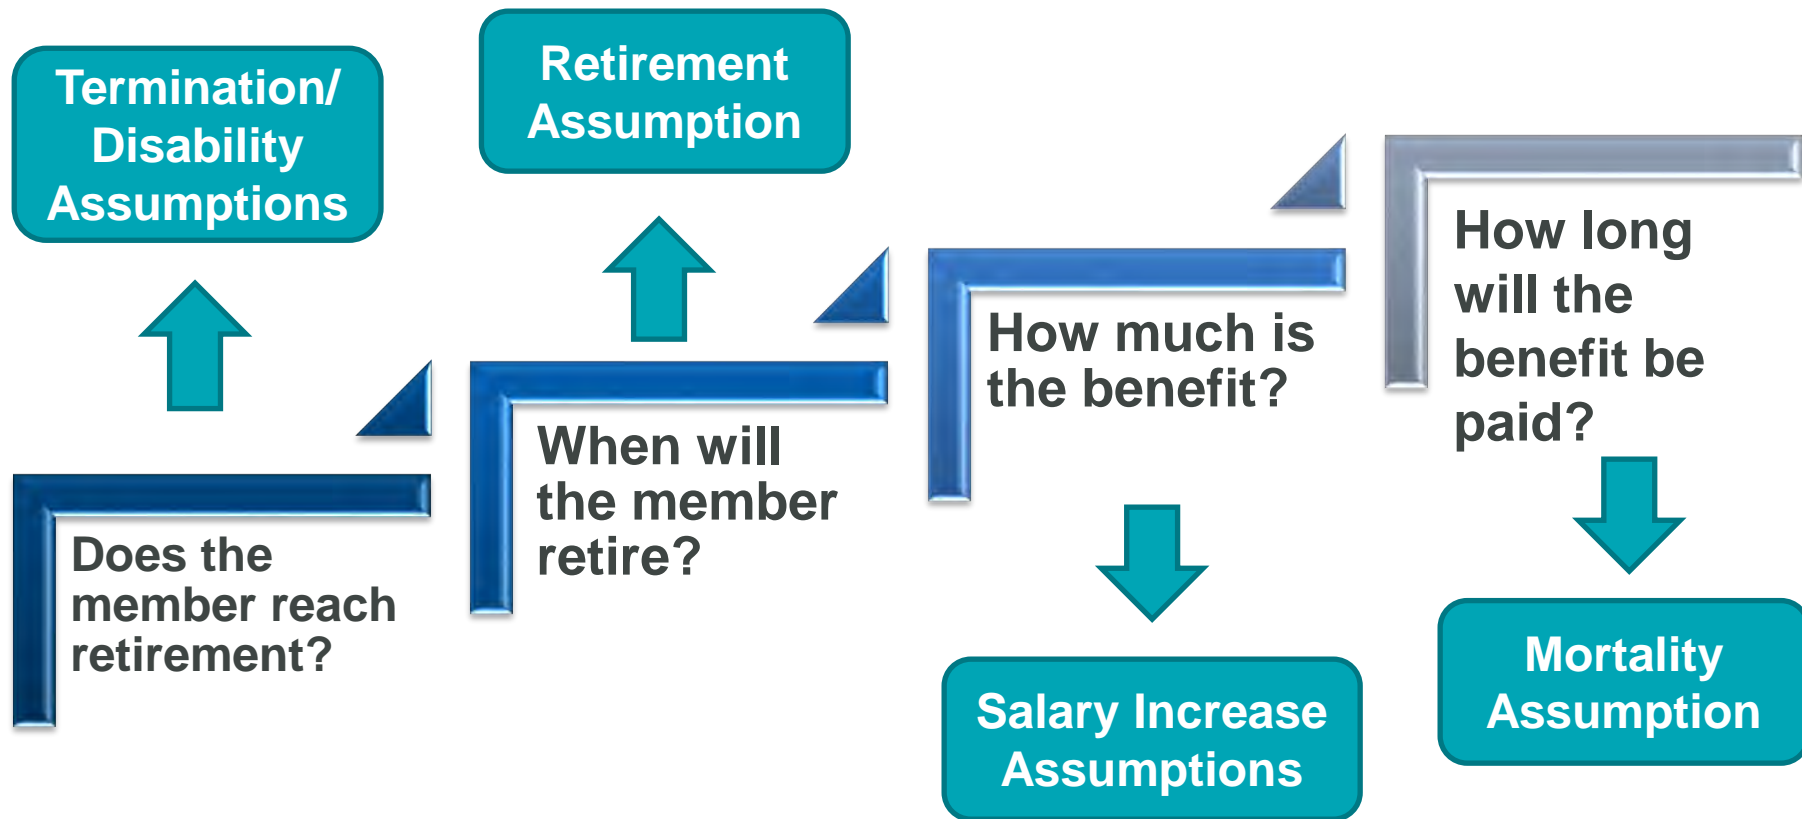 Termination/
Disability
Assumptions
Retirement
Assumption
Does the
member reach
retirement?
When will
the member
retire?
How much is
the benefit?
How long
will the
benefit be
paid?
Salary Increase
Assumptions
Mortality
Assumption